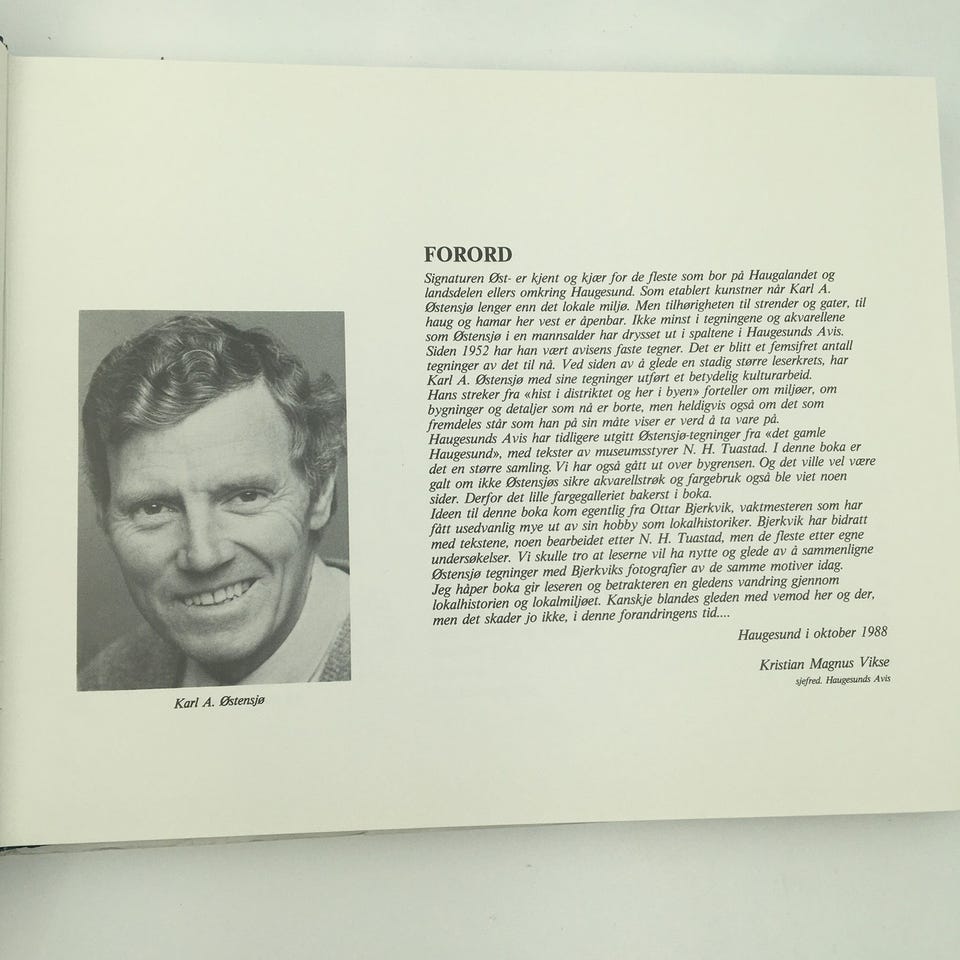 FORORD
Signaturen Øst- er kjent og kjær for de fleste som bor på Haugalandet og
landsdelen ellers omkring Haugesund. Som etablert kunstner når Karl A.
Østensjø lenger enn det lokale miljø. Men tilhørigheten til strender og gater, til
haug og hamar her vest er åpenbar. Ikke minst i tegningene og akvarellene
som Østensjø i en mannsalder har drysset ut i spaltene i Haugesunds Avis.
Siden 1952 har han vært avisens faste tegner. Det er blitt et femsifret antall
tegninger av det til nå. Ved siden av å glede en stadig større leserkrets, har
Karl A. Østensjø med sine tegninger utført et betydelig kulturarbeid.
Hans streker fra «hist i distriktet og her i byen» forteller om miljøer, om
bygninger og detaljer som nå er borte, men heldigvis også om det som
fremdeles står som han på sin måte viser er verd å ta vare på.
Haugesunds Avis har tidligere utgitt Østensjø-tegninger fra «det gamle
Haugesund», med tekster av museumsstyrer N. H. Tuastad. I denne boka er
det en større samling. Vi har også gått ut over bygrensen. Og det ville vel være
galt om ikke Østensjøs sikre akvarellstrøk og fargebruk også ble viet noen
sider. Derfor det lille fargegalleriet bakerst i boka.
Ideen til denne boka kom egentlig fra Ottar Bjerkvik, vaktmesteren som har
fått usedvanlig mye ut av sin hobby som lokalhistoriker. Bjerkvik har bidratt
med tekstene, noen bearbeidet etter N. H. Tuastad, men de fleste etter egne
undersøkelser. Vi skulle tro at leserne vil ha nytte og glede av å sammenligne
Østensjø tegninger med Bjerkviks fotografier av de samme motiver idag.
Jeg håper boka gir leseren og betrakteren en gledens vandring gjennom
lokalhistorien og lokalmiljøet. Kanskje blandes gleden med vemod her og der,
men det skader jo ikke, i denne forandringens tid....
Haugesund i oktober 1988
Kristian Magnus Vikse
sjefred. Haugesunds Avis
Karl A. Østensjø